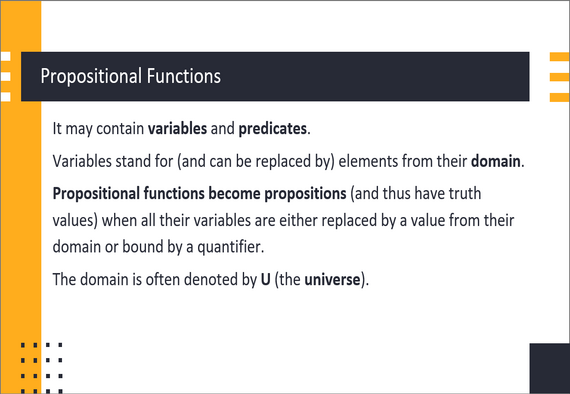 Propositional Functions
It may contain variables and predicates.
Variables stand for (and can be replaced by) elements from their domain.
Propositional functions become propositions (and thus have truth
values) when all their variables are either replaced by a value from their
domain or bound by a quantifier.
The domain is often denoted by U (the universe).